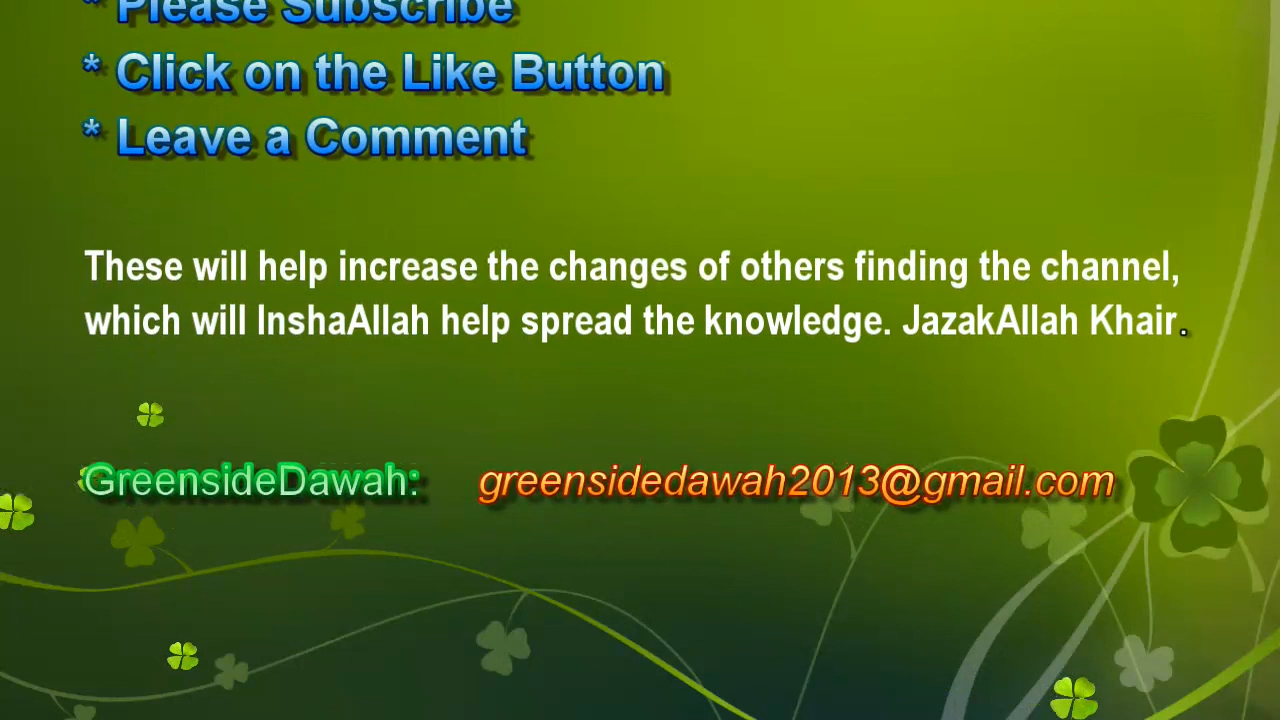 * Please Subscribe
* Click on the Like Button
* Leave a Comment
These will help increase the changes of others finding the channel,
which will InshaAllah help spread the knowledge. JazakAllah Khair.
GreensideDawah: greensidedawah2013@gmail.com